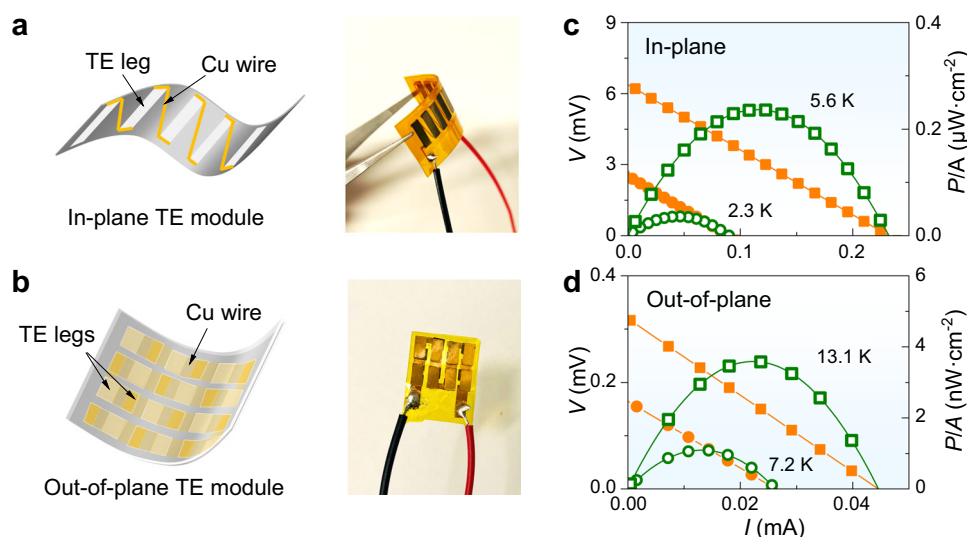 a
TE leg
Cu wire
In-plane TE module
b
Cu wire
TE legs
Out-of-plane TE module
c
In-plane
5.6 K
2.3 K
9
6
3
0
V (mV)
0.4
0.2
0.0
P/A (μW·cm⁻²)
0.0
0.1
0.2
d
Out-of-plane
13.1 K
7.2 K
0.4
0.2
0.0
V (mV)
6
4
2
0
P/A (nW·cm⁻²)
0.00
0.02
0.04
I (mA)